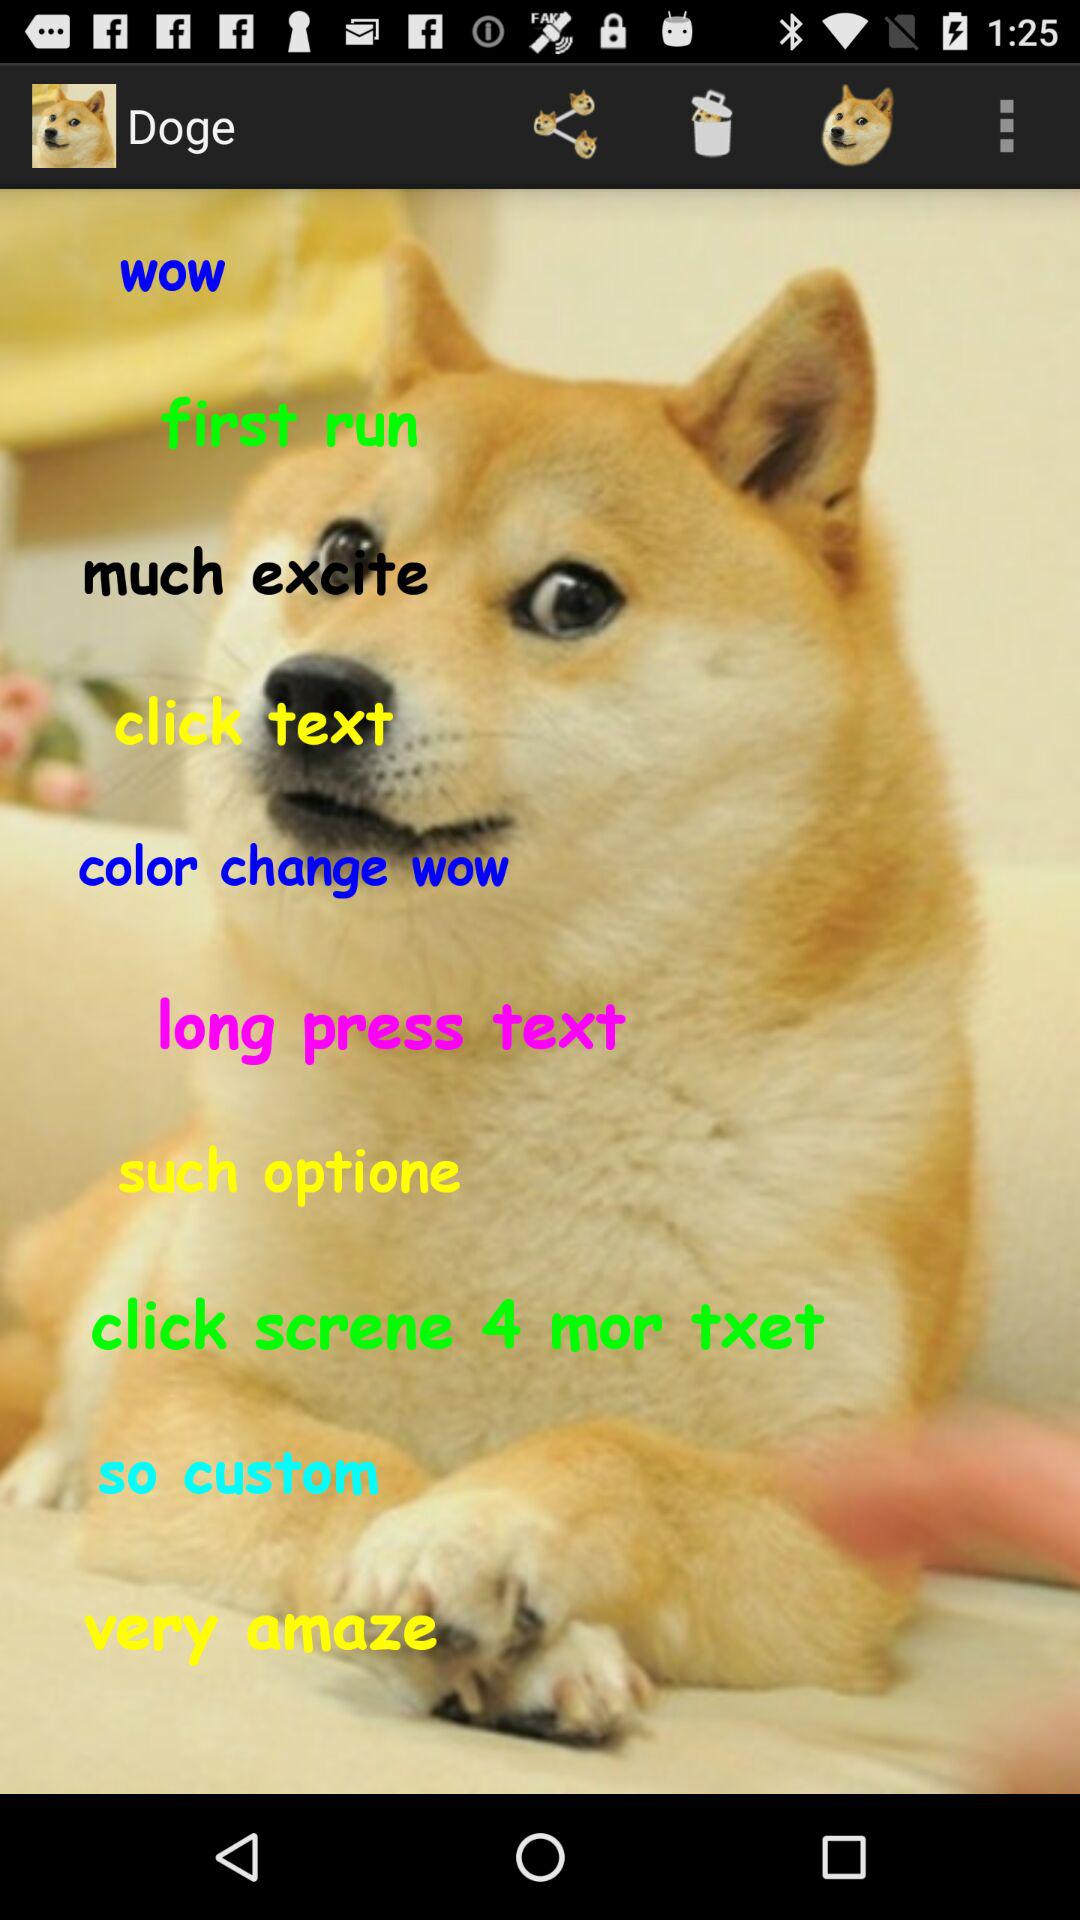 FAKE
1:25
Doge
wow
first run
much excite
click text
color change wow
long press text
such optione
click screne 4 mor txet
so custom
very amaze